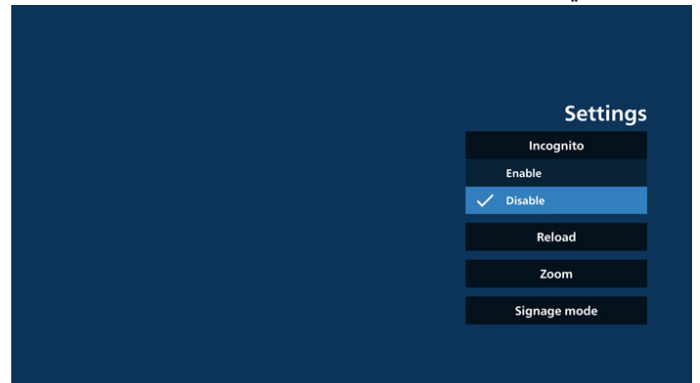 Settings
Incognito
Enable
Disable
Reload
Zoom
Signage mode